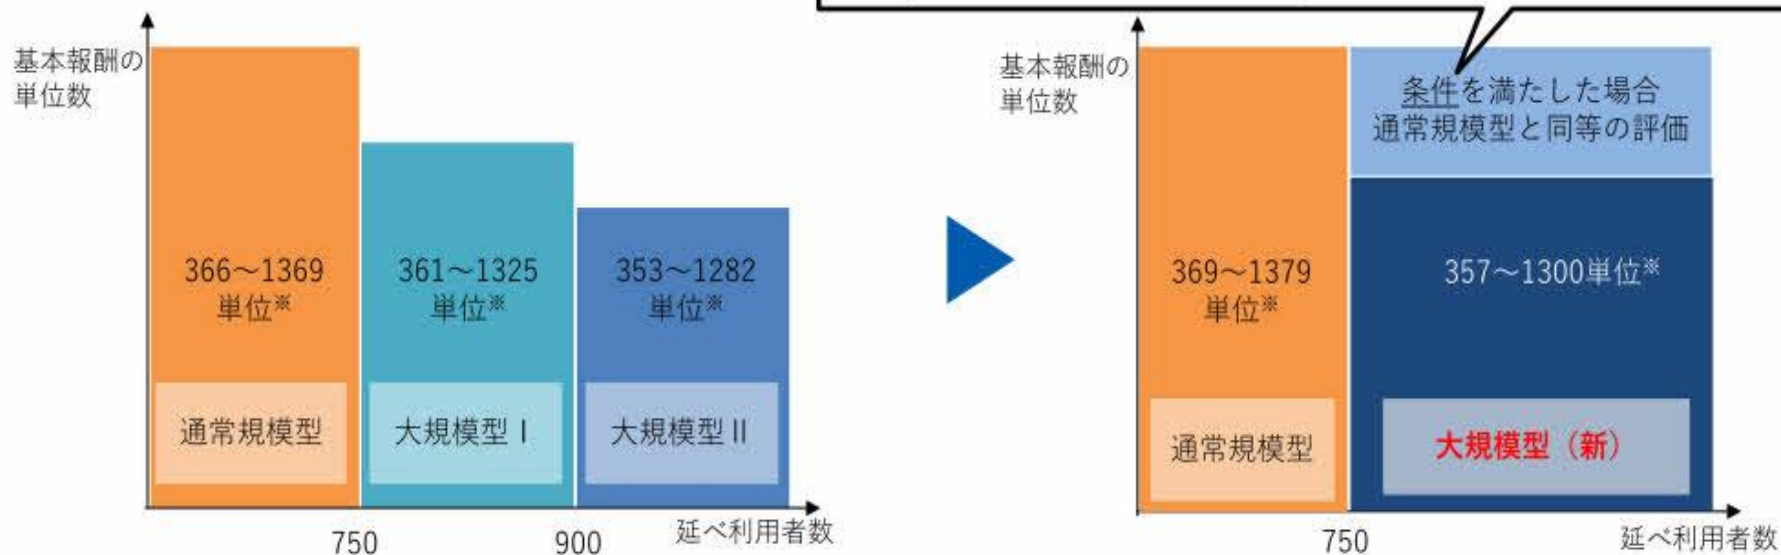 基本報酬の
単位数
366～1369
単位※
361～1325
単位※
353～1282
単位※
通常規模型
大規模型Ⅰ
大規模型Ⅱ
750
900
延べ利用者数
基本報酬の
単位数
条件を満たした場合
通常規模型と同等の評価
369～1379
単位※
357～1300単位※
通常規模型
大規模型（新）
750
延べ利用者数